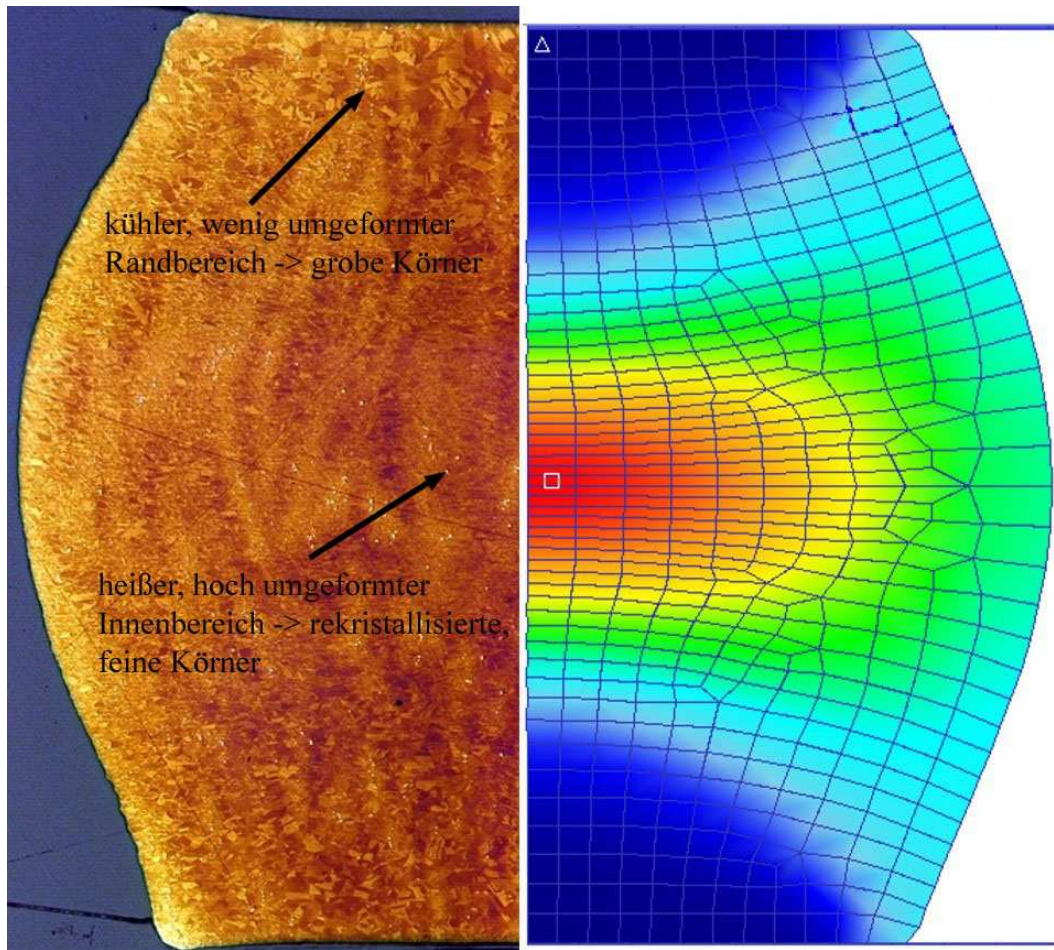 kühler, wenig umgeformter
Randbereich -> grobe Körner
heißer, hoch umgeformter
Innenbereich -> rekristallisierte,
feine Körner